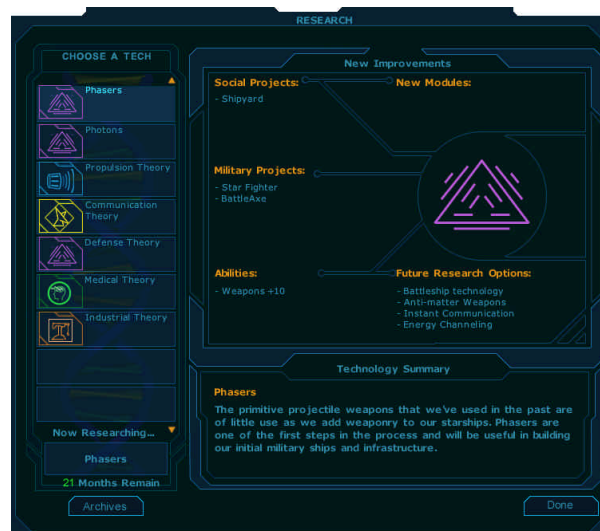 RESEARCH
CHOOSE A TECH
Phasers
Photons
Propulsion Theory
Communication
Theory
Defense Theory
Medical Theory
Industrial Theory
Now Researching...
Phasers
21 Months Remain
Archives
New Improvements
Social Projects:
- Shipyard
New Modules:
Military Projects:
- Star Fighter
- BattleAxe
Abilities:
- Weapons +10
Future Research Options:
- Battleship technology
- Anti-matter Weapons
- Instant Communication
- Energy Channeling
Technology Summary
Phasers
The primitive projectile weapons that we've used in the past are
of little use as we add weaponry to our starships. Phasers are
one of the first steps in the process and will be useful in building
our initial military ships and infrastructure.
Done